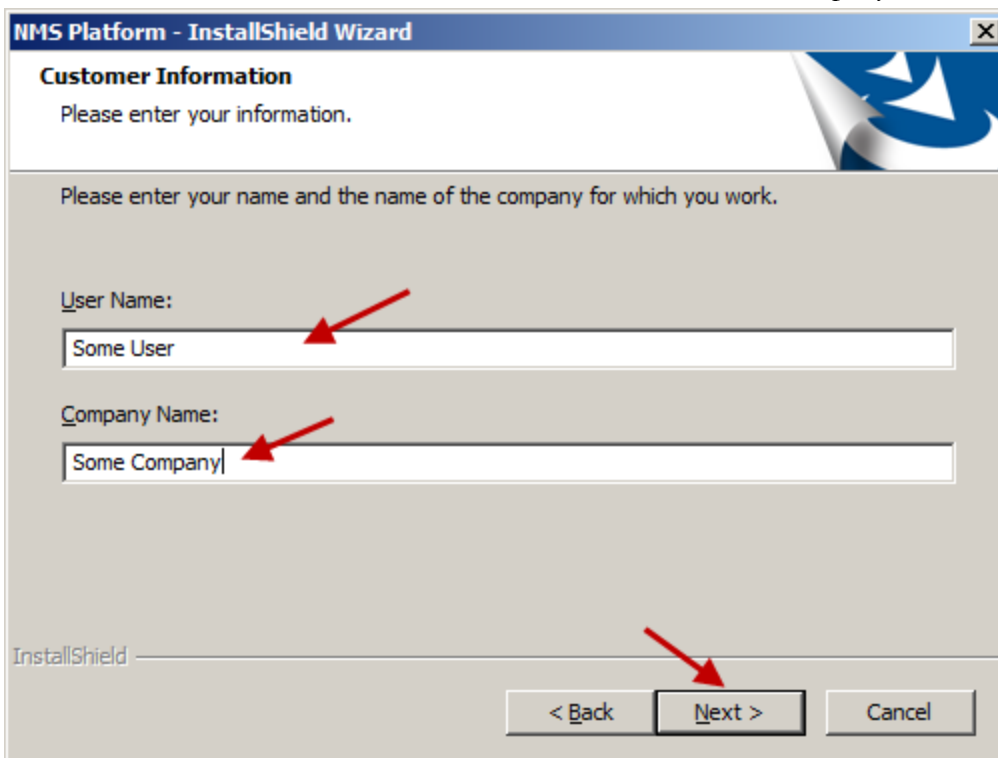 NMS Platform - InstallShield Wizard
Customer Information
Please enter your information.
Please enter your name and the name of the company for which you work.
User Name:
Some User
Company Name:
Some Company
InstallShield
< Back Next > Cancel